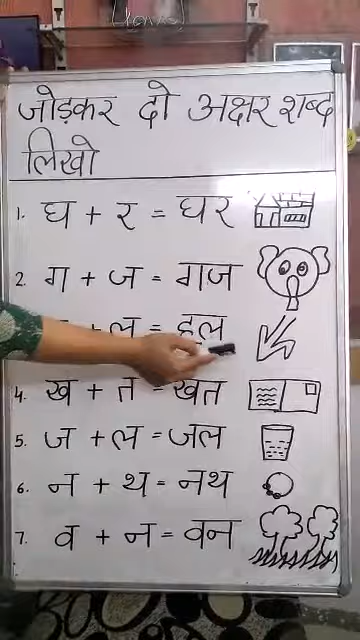 जोड़कर दो अक्षर शब्द
लिखो
1. घ + र = घर
2. ग + ज = गज
+ ल = हल
4. ख + त = खत
5. ज + ल = जल
6. न + थ = नथ
7. व + न = वन